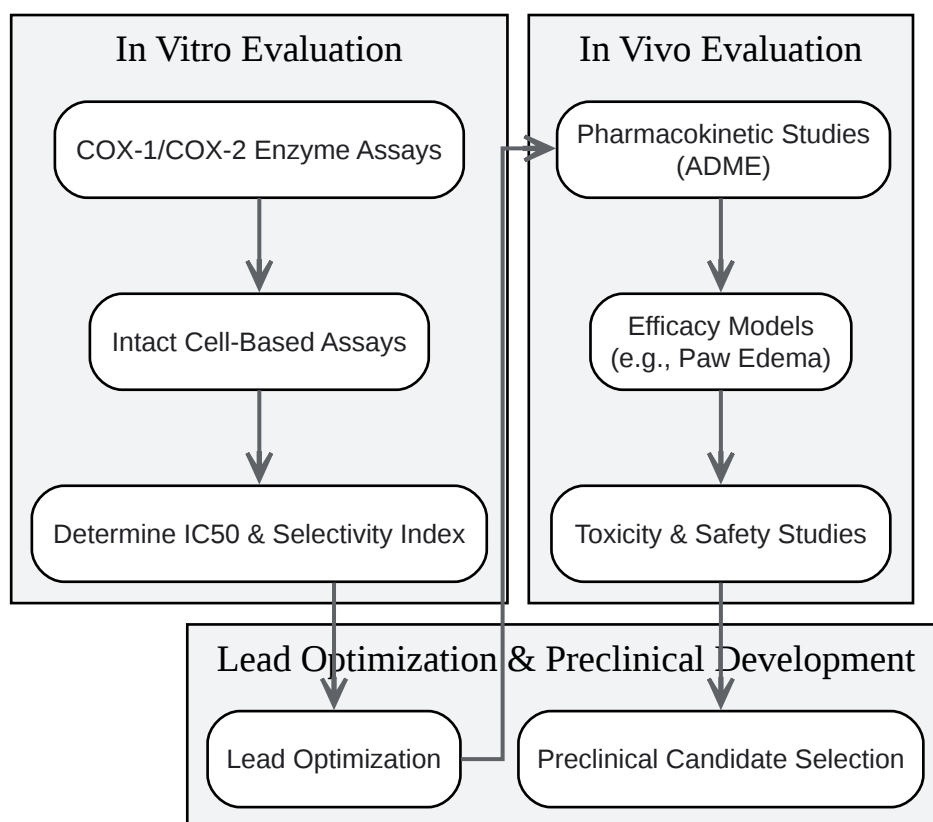 In Vitro Evaluation
COX-1/COX-2 Enzyme Assays
Intact Cell-Based Assays
Determine IC50 & Selectivity Index
In Vivo Evaluation
Pharmacokinetic Studies
(ADME)
Efficacy Models
(e.g., Paw Edema)
Toxicity & Safety Studies
Lead Optimization & Preclinical Development
Lead Optimization
Preclinical Candidate Selection